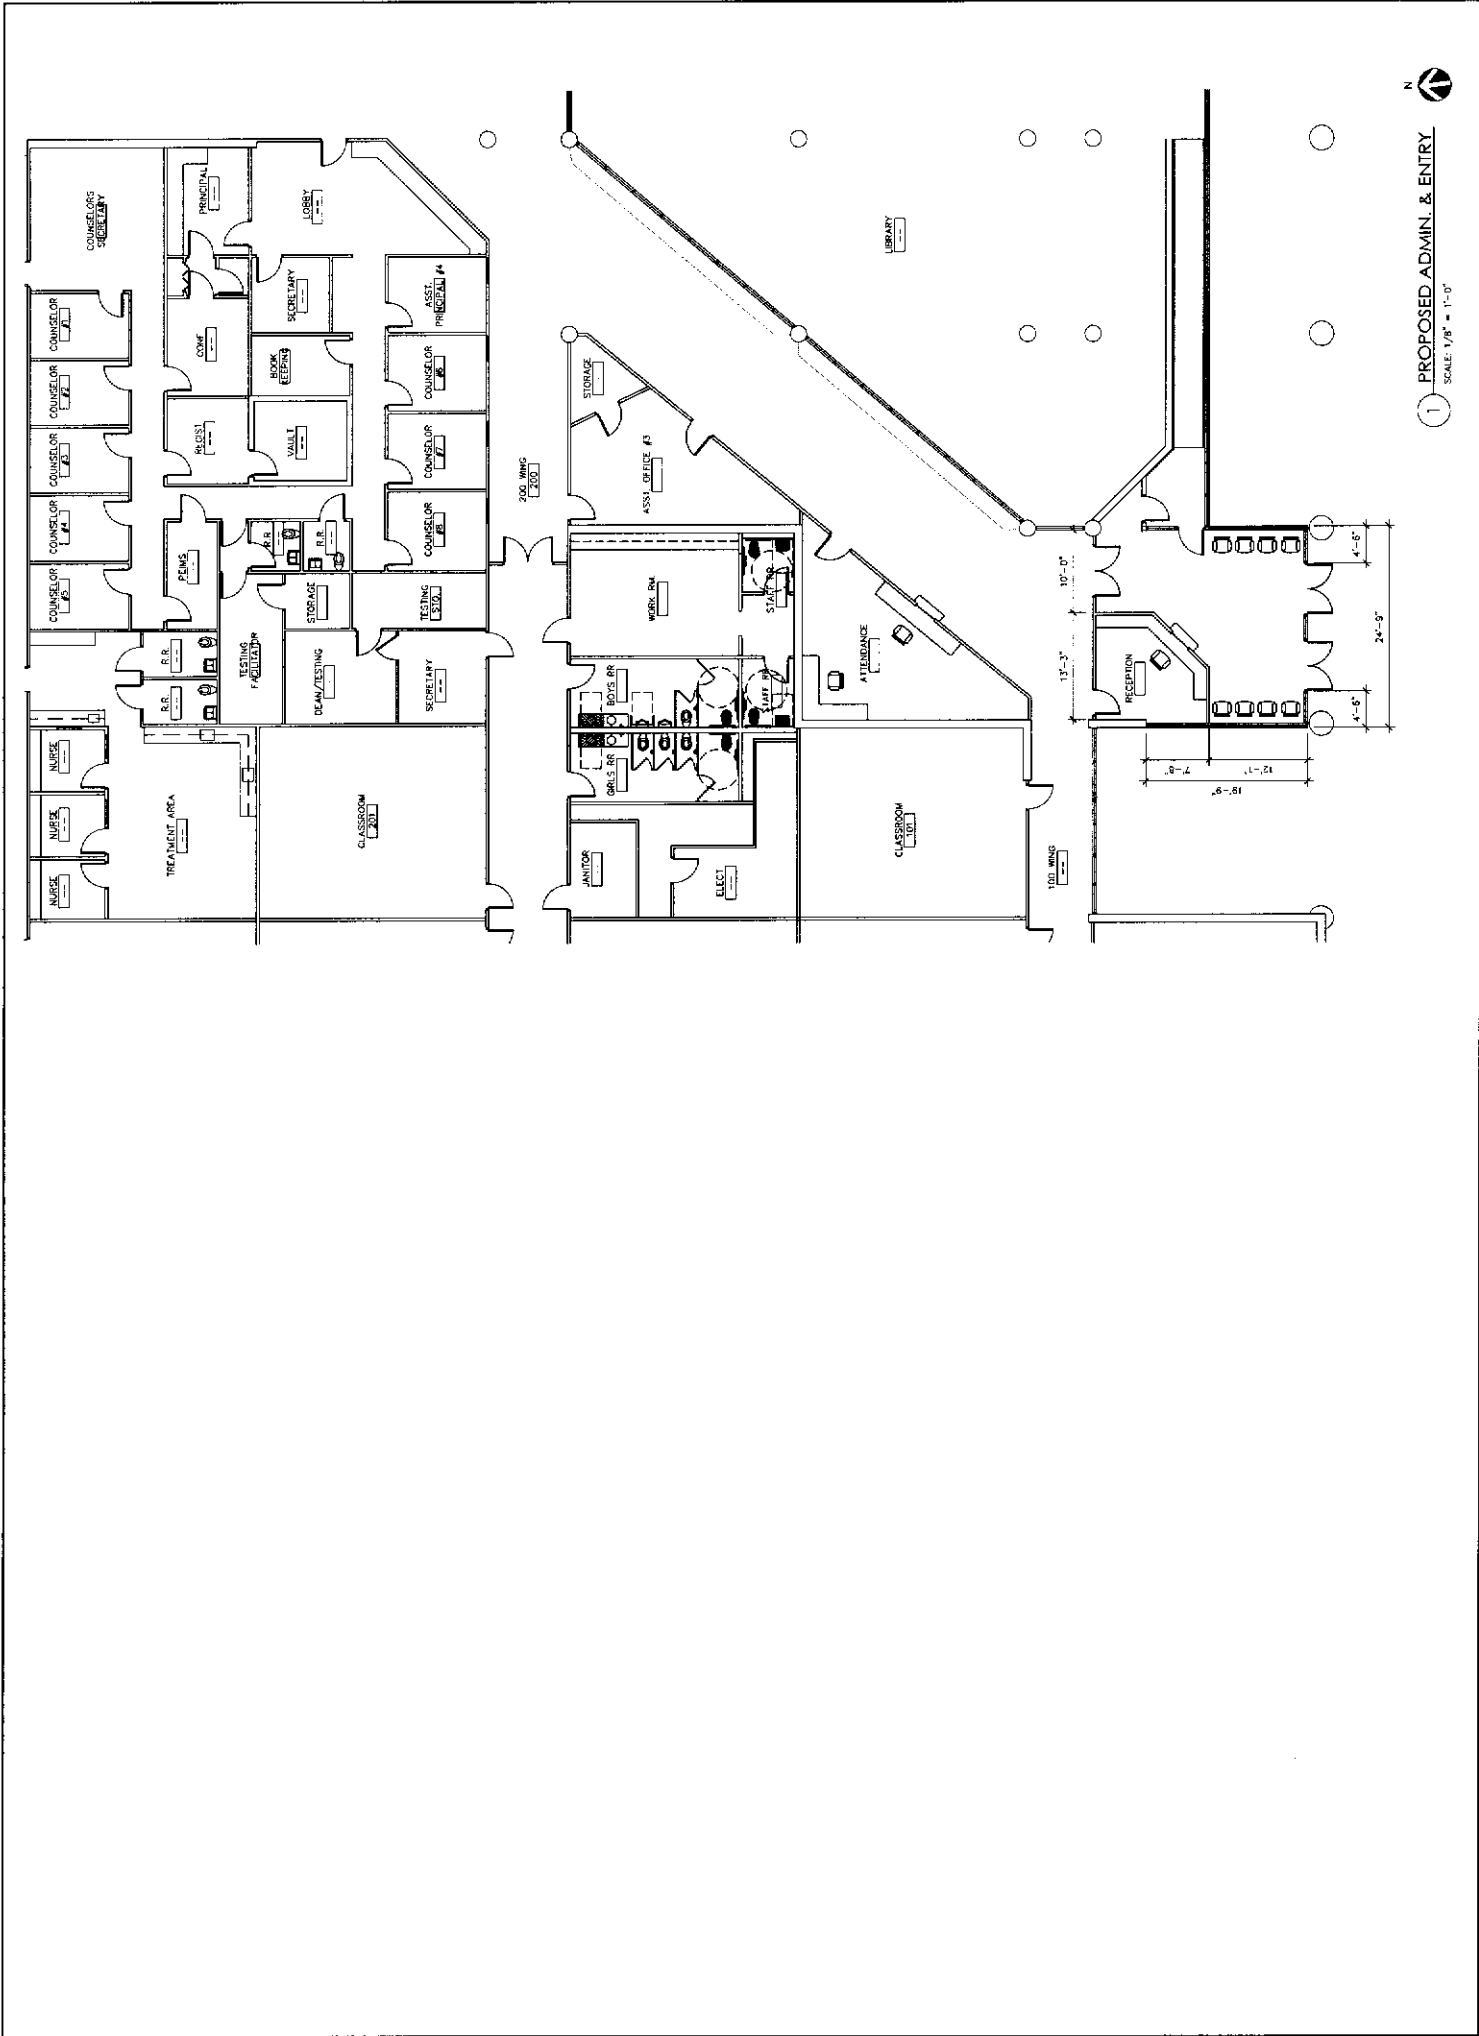 COUNSELORS
SECRETARY
PRINCIPAL
LOBBY
COUNSELOR
#1
CONF
SECRETARY
ASST.
PRINCIPAL #4
COUNSELOR
#2
BOOK
KEEPING
COUNSELOR
#6
COUNSELOR
#3
REGIST
VAULT
COUNSELOR
#7
COUNSELOR
#4
R.R.
R.R.
COUNSELOR
#8
COUNSELOR
#5
PEIMS
STORAGE
TESTING
STO.
R.R.
R.R.
TESTING
FACILITATOR
DEAN/TESTING
SECRETARY
NURSE
NURSE
NURSE
TREATMENT AREA
CLASSROOM
201
200 WING
200
STORAGE
ASST. OFFICE #3
WORK RM.
STAFF RR
STAFF RR
BOYS RR
GIRLS RR
JANITOR
ELECT
LIBRARY
ATTENDANCE
CLASSROOM
101
100 WING
RECEPTION
10'-0"
13'-3"
4'-6"
24'-9"
4'-6"
7'-8"
12'-1"
19'-9"
N
1
PROPOSED ADMIN. & ENTRY
SCALE: 1/8" = 1'-0"